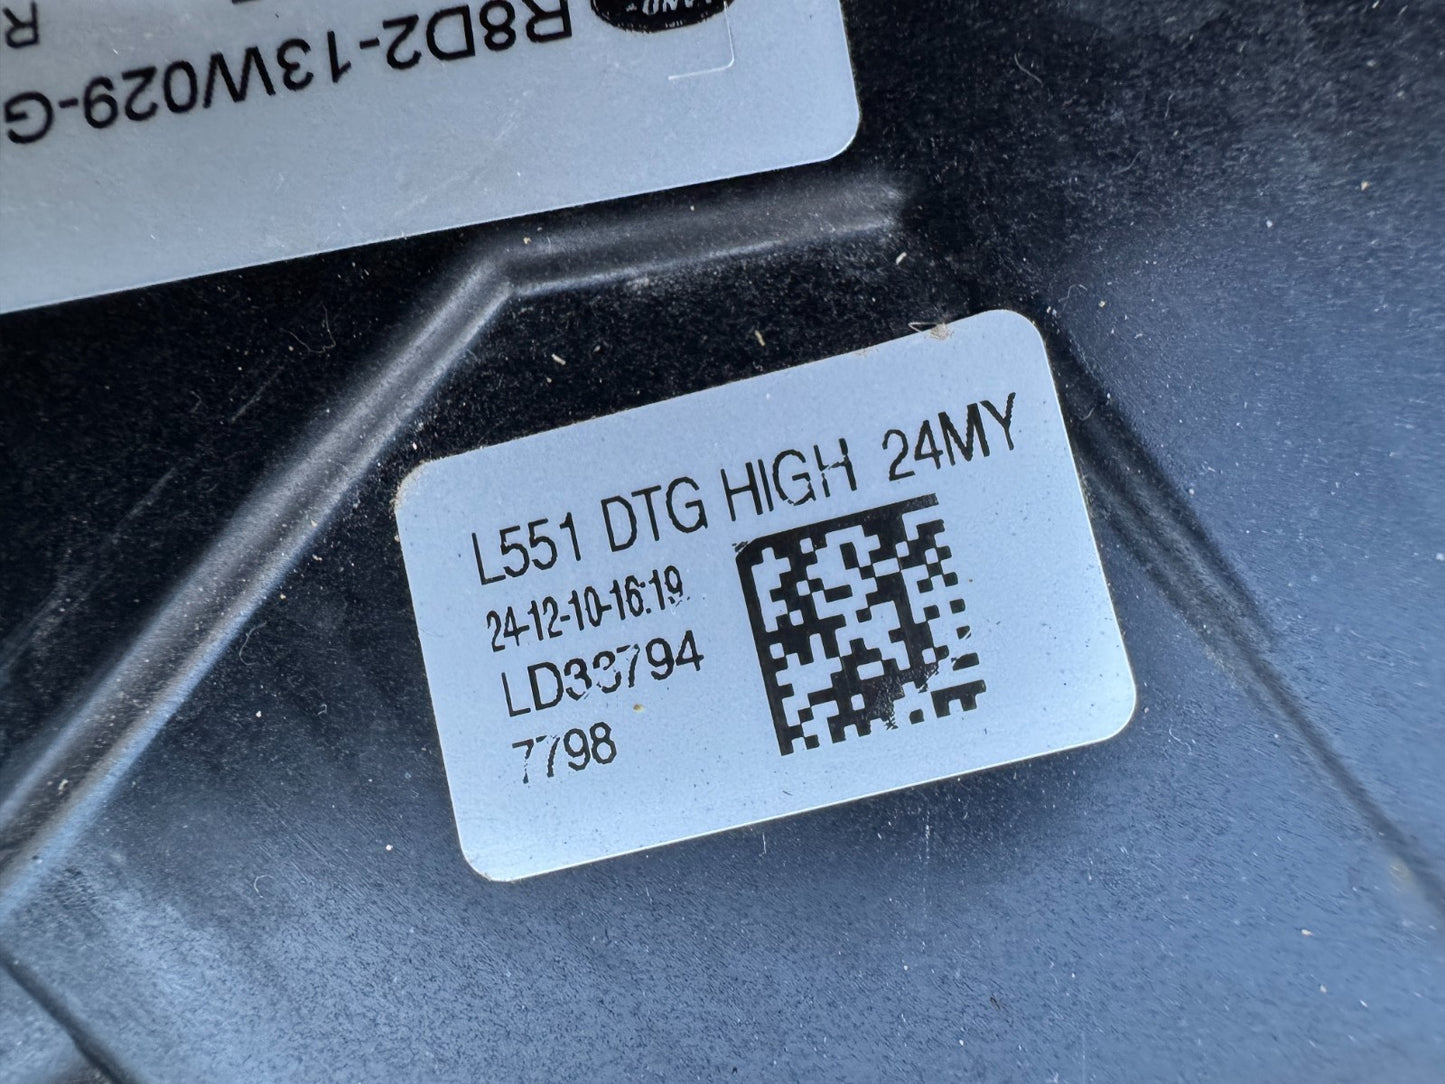 R8D2-13W029-G
R
L551 DTG HIGH 24MY
24-12-10-16:19
LD33794
7798